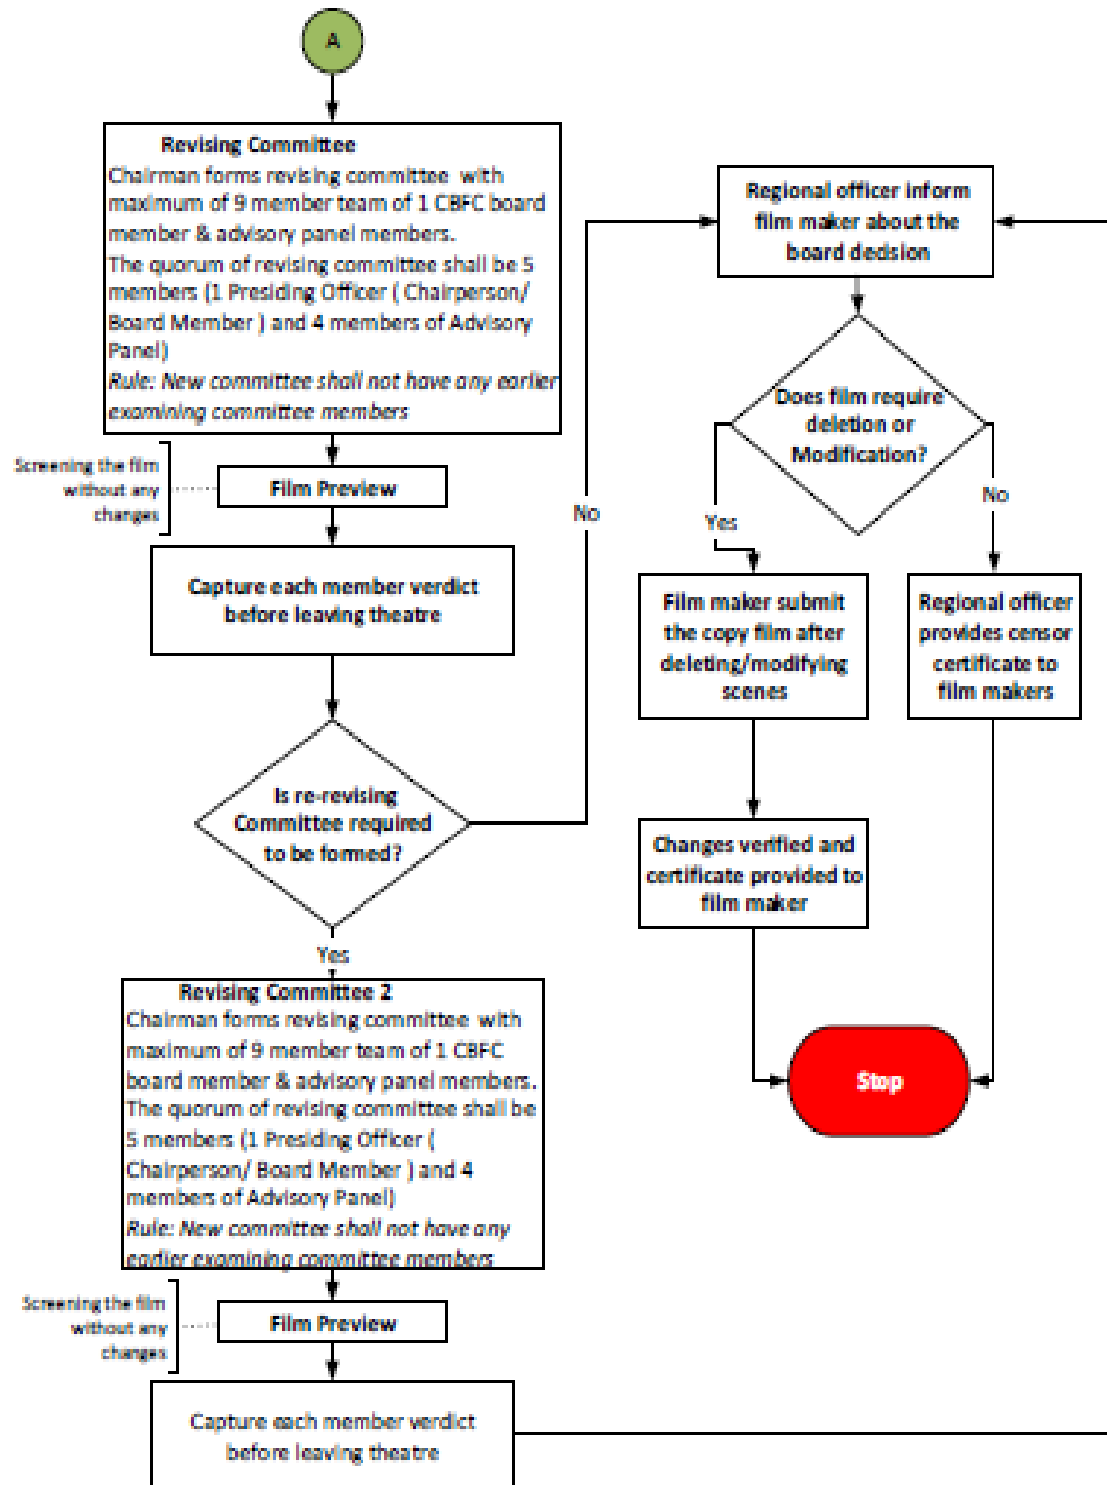 A
Revising Committee
Chairman forms revising committee with
maximum of 9 member team of 1 CBFC board
member & advisory panel members.
The quorum of revising committee shall be 5
members (1 Presiding Officer ( Chairperson/
Board Member ) and 4 members of Advisory
Panel)
Rule: New committee shall not have any earlier
examining committee members
Screening the film
without any
changes
Film Preview
Capture each member verdict
before leaving theatre
Is re-revising
Committee required
to be formed?
No
Yes
Revising Committee 2
Chairman forms revising committee with
maximum of 9 member team of 1 CBFC
board member & advisory panel members.
The quorum of revising committee shall be
5 members (1 Presiding Officer (
Chairperson/ Board Member ) and 4
members of Advisory Panel)
Rule: New committee shall not have any
earlier examining committee members
Screening the film
without any
changes
Film Preview
Capture each member verdict
before leaving theatre
Regional officer inform
film maker about the
board decision
Does film require
deletion or
Modification?
Yes
No
Film maker submit
the copy film after
deleting/modifying
scenes
Regional officer
provides censor
certificate to
film makers
Changes verified and
certificate provided to
film maker
Stop